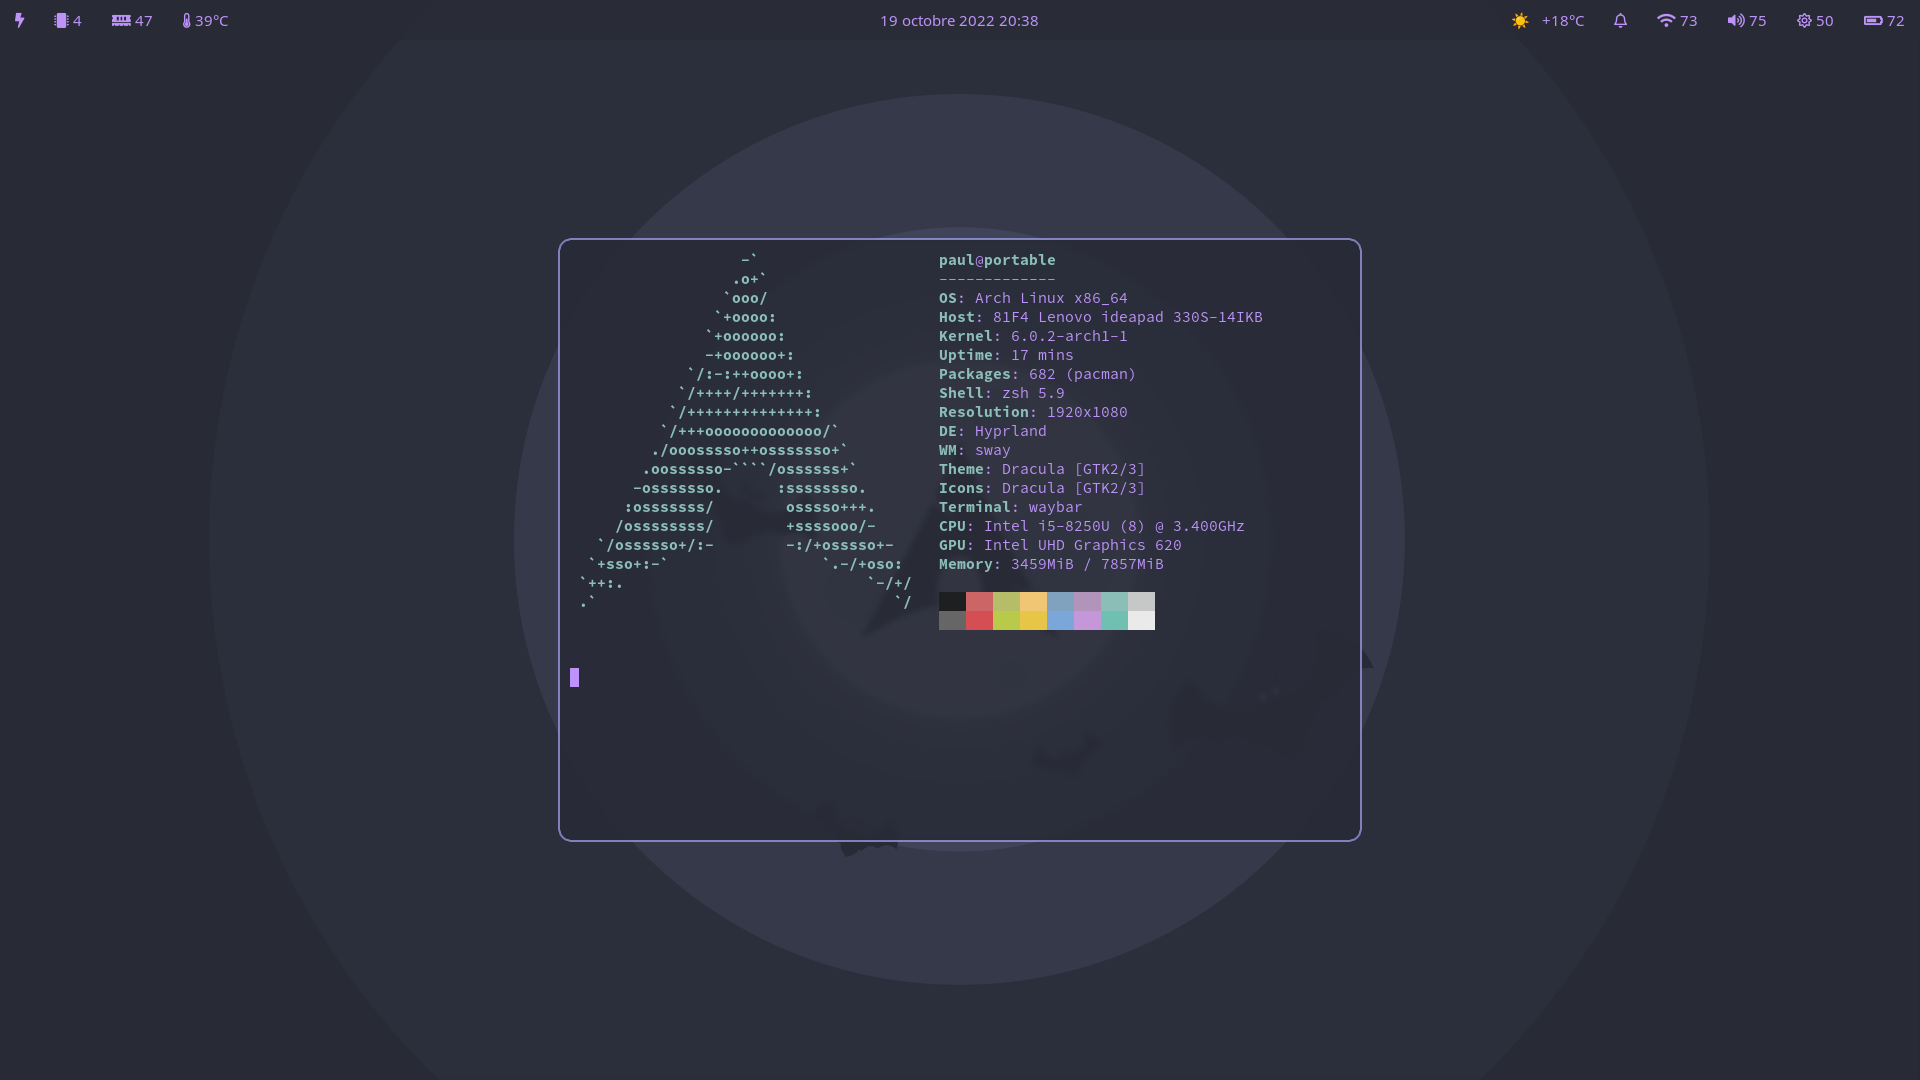 4 47 39°C 19 octobre 2022 20:38 +18°C 73 75 50 72
-`
.o+`
`ooo/
`+oooo:
`+oooooo:
-+oooooo+:
`/:-:++oooo+:
`/++++/+++++++:
`/++++++++++++++:
`/+++ooooooooooooo/`
./ooosssso++osssssso+`
.oossssso-````/ossssss+`
-osssssso. :ssssssso.
:osssssss/ osssso+++.
/ossssssss/ +ssssooo/-
`/ossssso+/:- -:/+osssso+-
`+sso+:-` `.-/+oso:
`++:. `-/+/
.` `/
paul@portable
-------------
OS: Arch Linux x86_64
Host: 81F4 Lenovo ideapad 330S-14IKB
Kernel: 6.0.2-arch1-1
Uptime: 17 mins
Packages: 682 (pacman)
Shell: zsh 5.9
Resolution: 1920x1080
DE: Hyprland
WM: sway
Theme: Dracula [GTK2/3]
Icons: Dracula [GTK2/3]
Terminal: waybar
CPU: Intel i5-8250U (8) @ 3.400GHz
GPU: Intel UHD Graphics 620
Memory: 3459MiB / 7857MiB